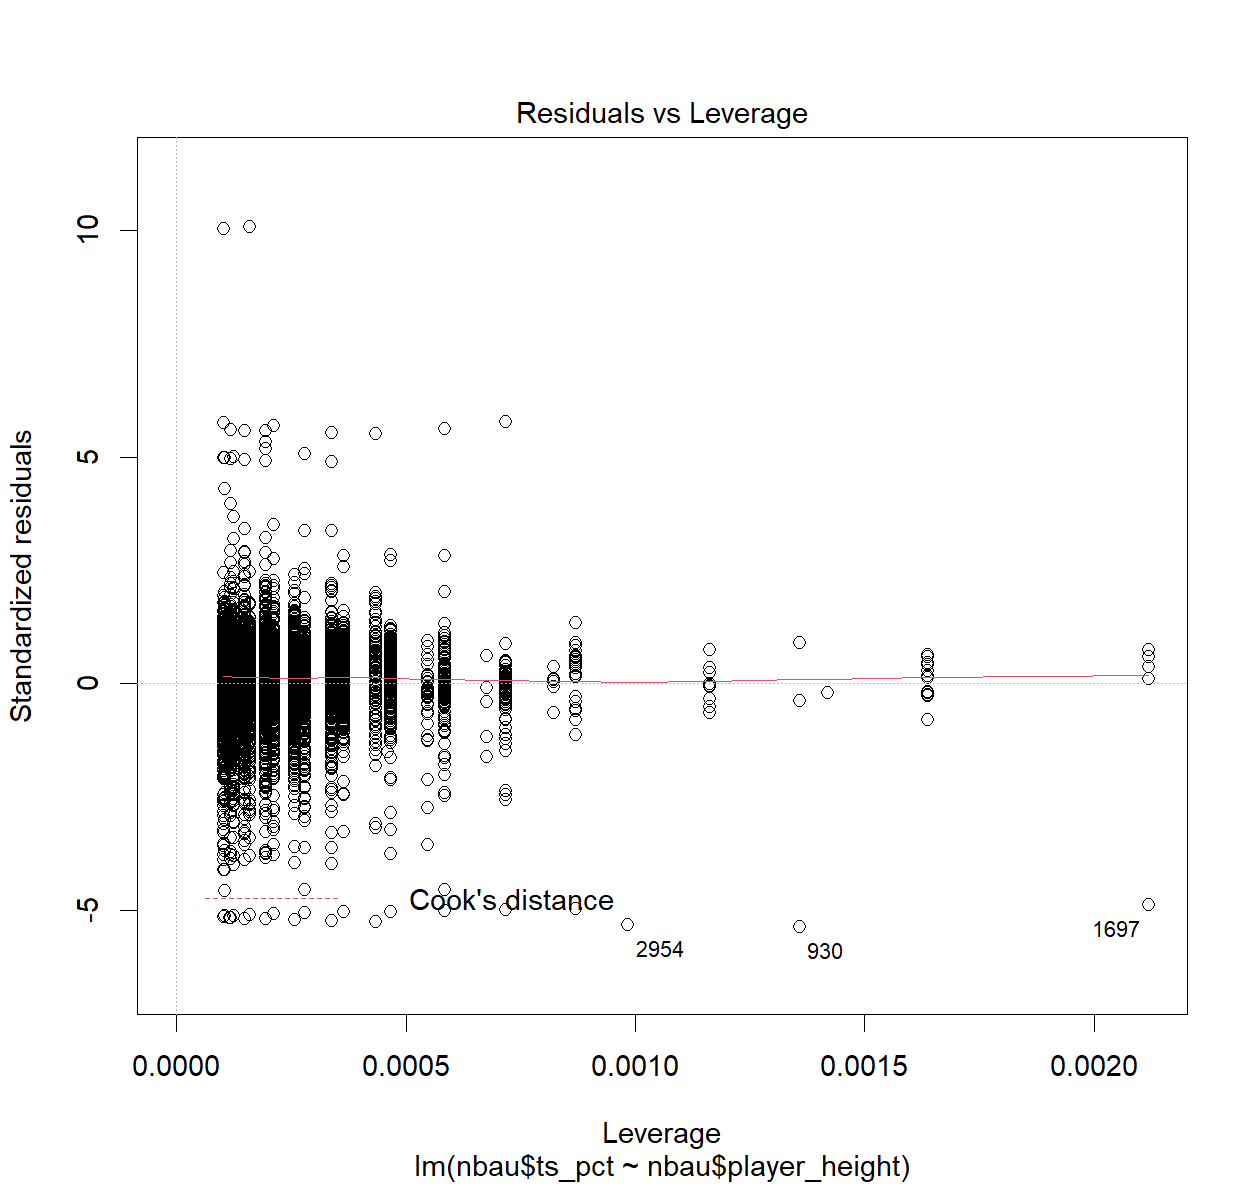 Residuals vs Leverage
Standardized residuals
10
5
0
-5
Cook's distance
2954
930
1697
0.0000
0.0005
0.0010
0.0015
0.0020
Leverage
lm(nbau$ts_pct ~ nbau$player_height)